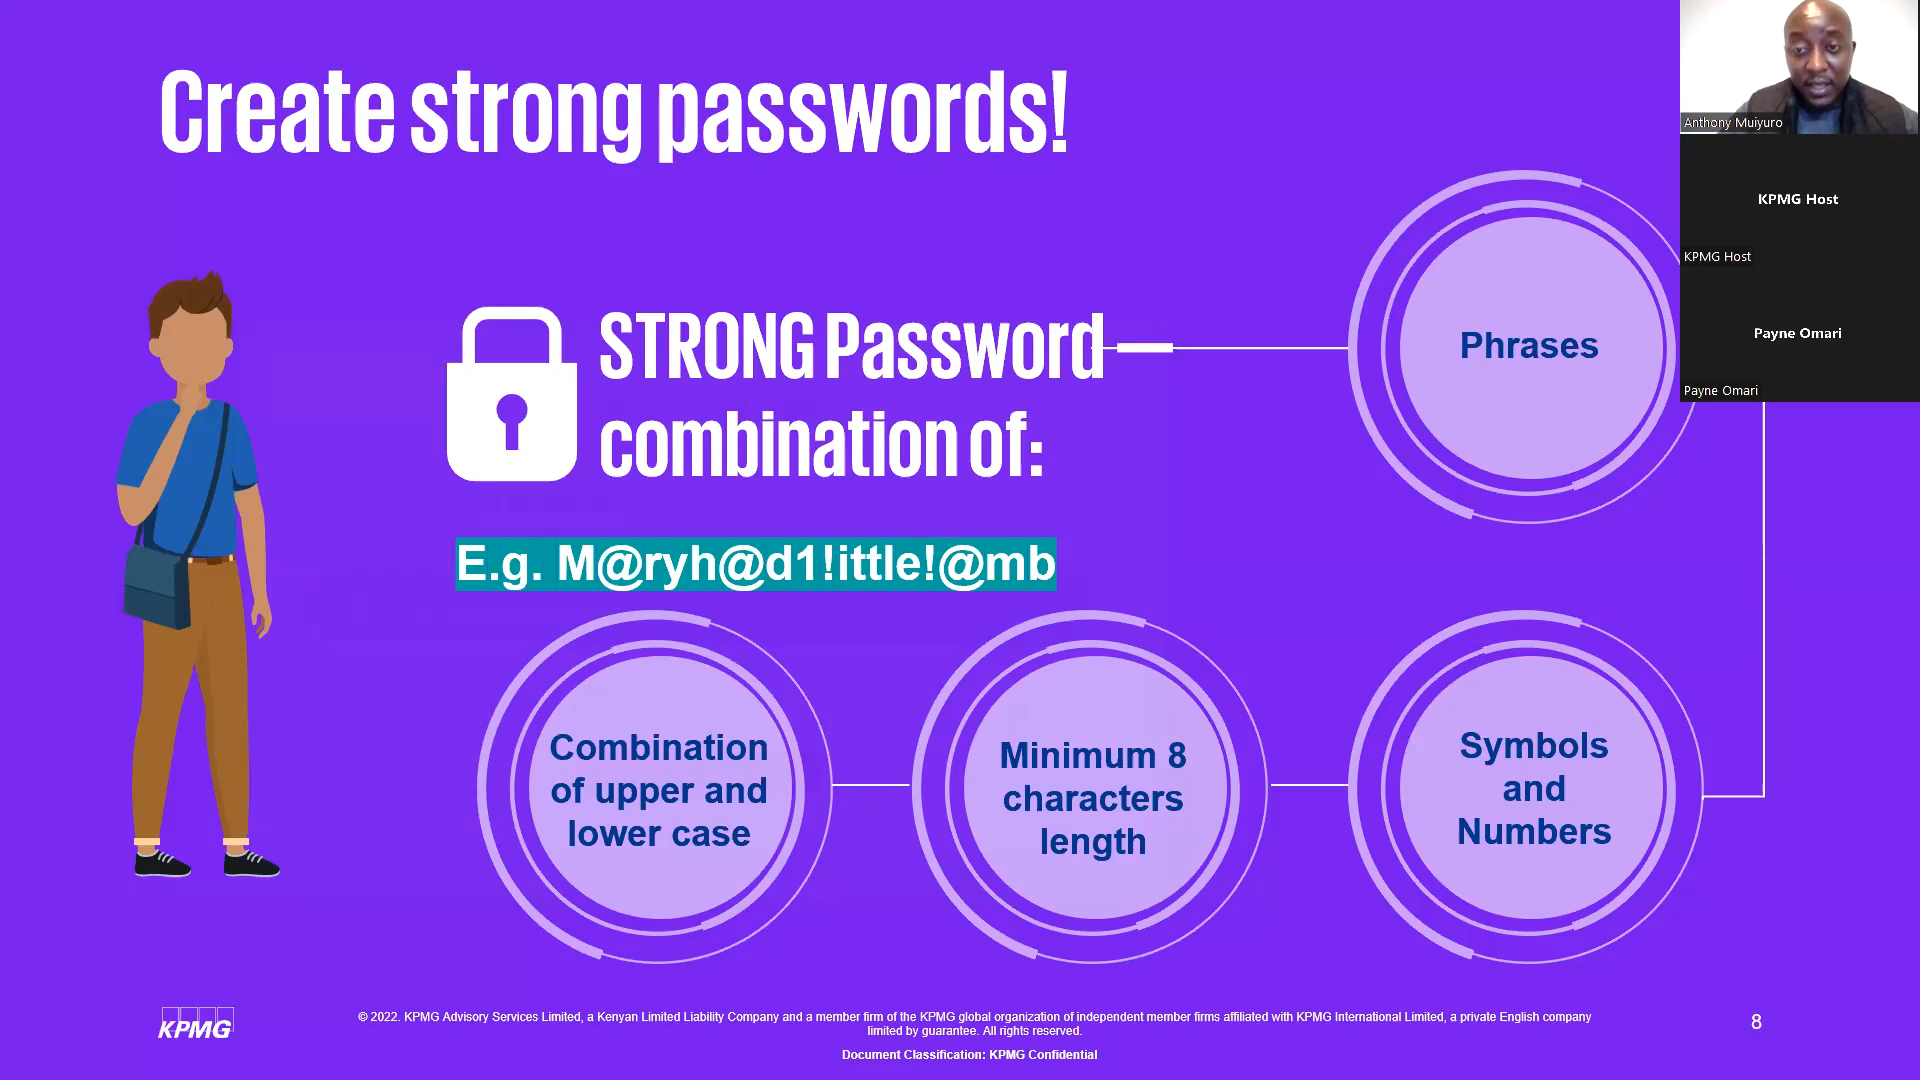 Create strong passwords!
Anthony Muiyuro
KPMG Host
KPMG Host
Payne Omari
Payne Omari
STRONG Password
combination of:
Phrases
E.g. M@ryh@d1!ittle!@mb
Combination
of upper and
lower case
Minimum 8
characters
length
Symbols
and
Numbers
KPMG
© 2022. KPMG Advisory Services Limited, a Kenyan Limited Liability Company and a member firm of the KPMG global organization of independent member firms affiliated with KPMG International Limited, a private English company
limited by guarantee. All rights reserved.
Document Classification: KPMG Confidential
8